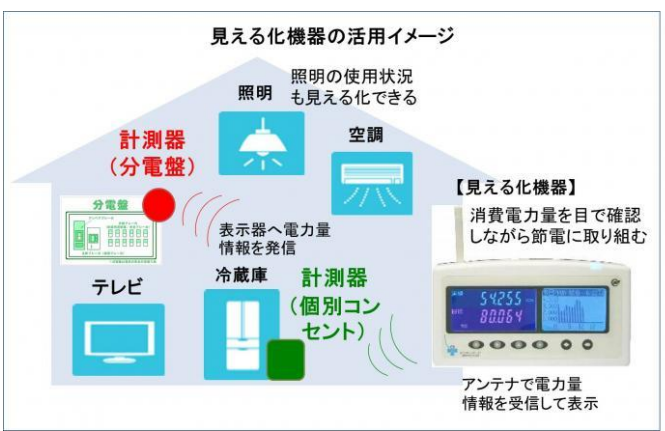 見える化機器の活用イメージ
照明
照明の使用状況
も見える化できる
計測器
（分電盤）
空調
分電盤
表示器へ電力量
情報を発信
【見える化機器】
消費電力量を目で確認
しながら節電に取り組む
テレビ
冷蔵庫
計測器
（個別コン
セント）
54.255
80.064
アンテナで電力量
情報を受信して表示